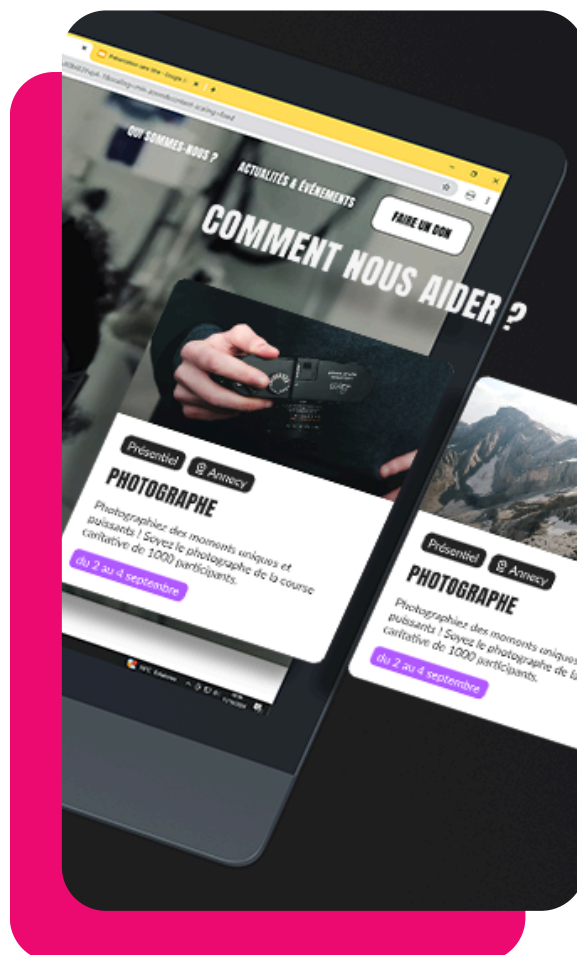 Présentation
QUI SOMMES-NOUS ?
ACTUALITÉS & ÉVÉNEMENTS
FAIRE UN DON
COMMENT NOUS AIDER ?
Présentiel
Annecy
PHOTOGRAPHE
Photographiez des moments uniques et
puissants ! Soyez le photographe de la course
caritative de 1000 participants.
du 2 au 4 septembre
Présentiel
Annecy
PHOTOGRAPHE
Photographiez des moments uniques
puissants ! Soyez le photographe de la
caritative de 1000 participants.
du 2 au 4 septembre